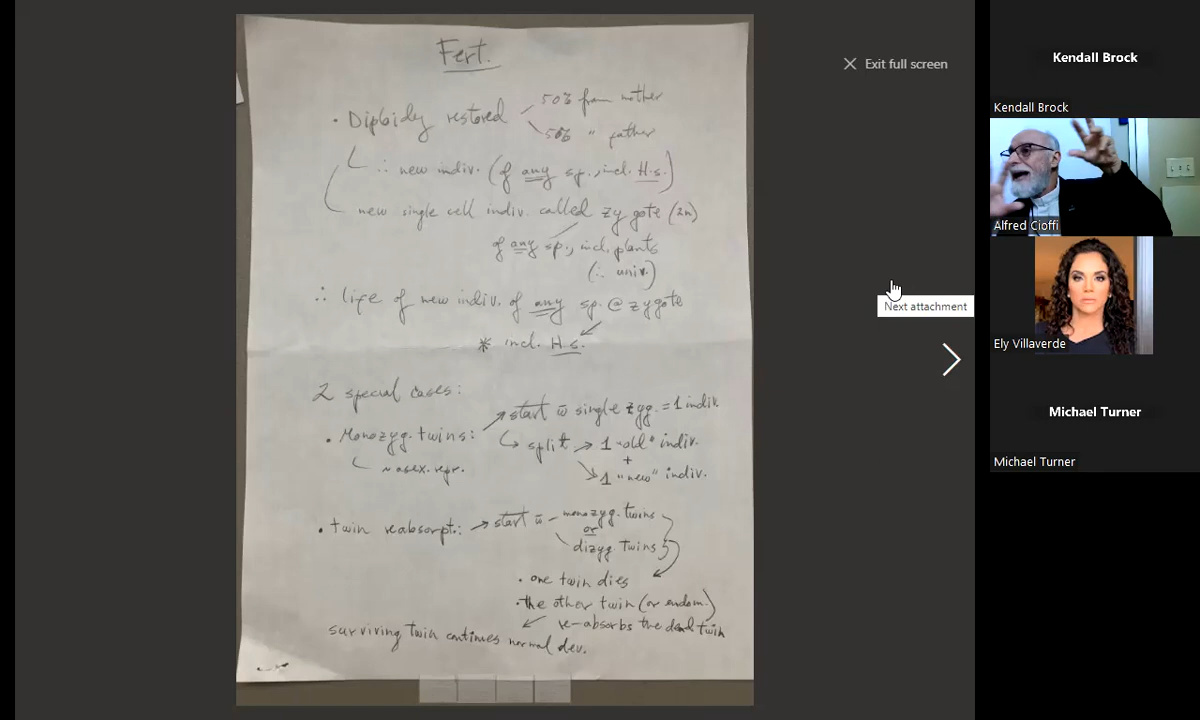 Fert.
• Diploidy restored
50% from mother
50% " father
∴ new indiv. (of any sp., incl. H.s.)
new single cell indiv. called zygote (2n)
of any sp., incl. plants
(∴ univ.)
∴ life of new indiv. of any sp. @ zygote
* incl. H.s.
2 special cases:
• Monozyg. twins:
~ asex. repr.
start w̄ single zyg. = 1 indiv.
split → 1 "old" indiv.
+
1 "new" indiv.
• twin reabsorpt.: → start w̄
monozyg. twins
or
dizyg twins
• one twin dies
• the other twin (or endom.)
re-absorbs the dead twin
surviving twin continues normal dev.
Exit full screen
Next attachment
Kendall Brock
Kendall Brock
Alfred Cioffi
Ely Villaverde
Michael Turner
Michael Turner